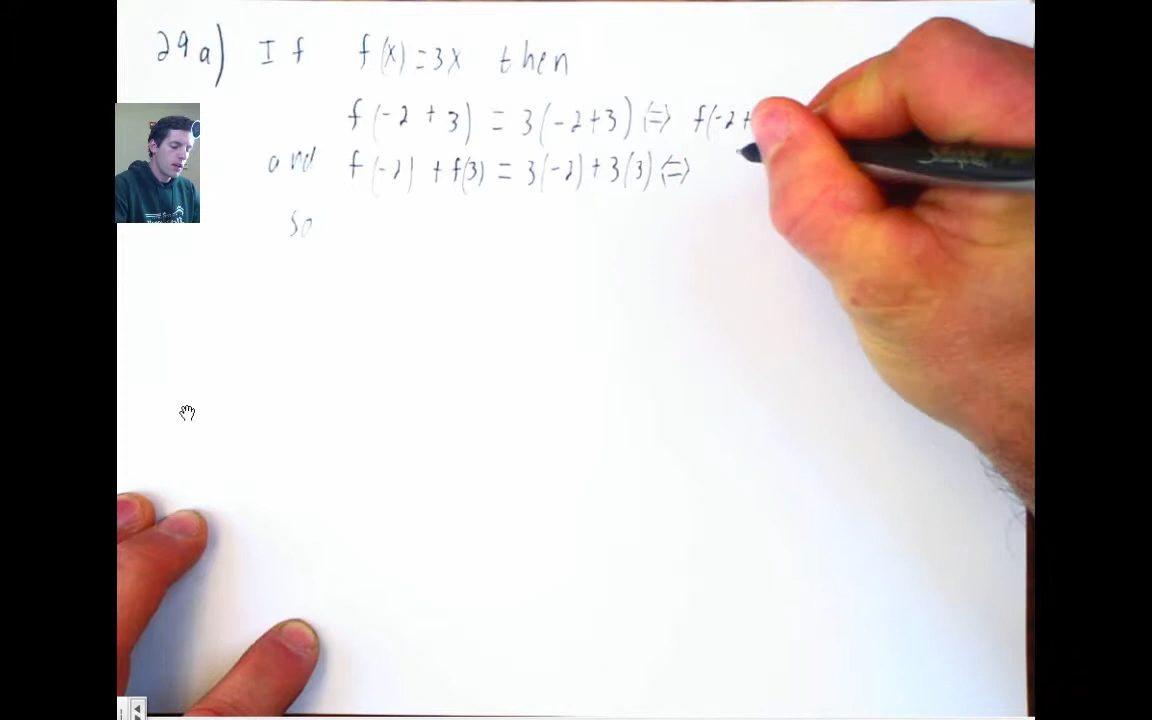 29a) If f(x)=3x then
f(-2 + 3) = 3(-2+3) <=> f(-2+
and f(-2) + f(3) = 3(-2)+3(3) <=>
so